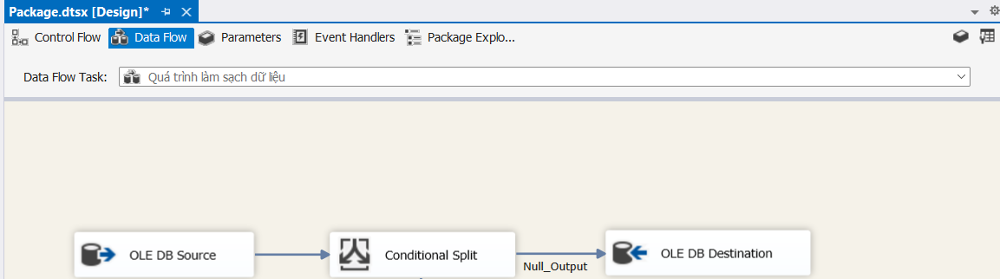 Package.dtsx [Design]*
Control Flow Data Flow Parameters Event Handlers Package Explo...
Data Flow Task: Quá trình làm sạch dữ liệu
OLE DB Source Conditional Split OLE DB Destination
Null_Output